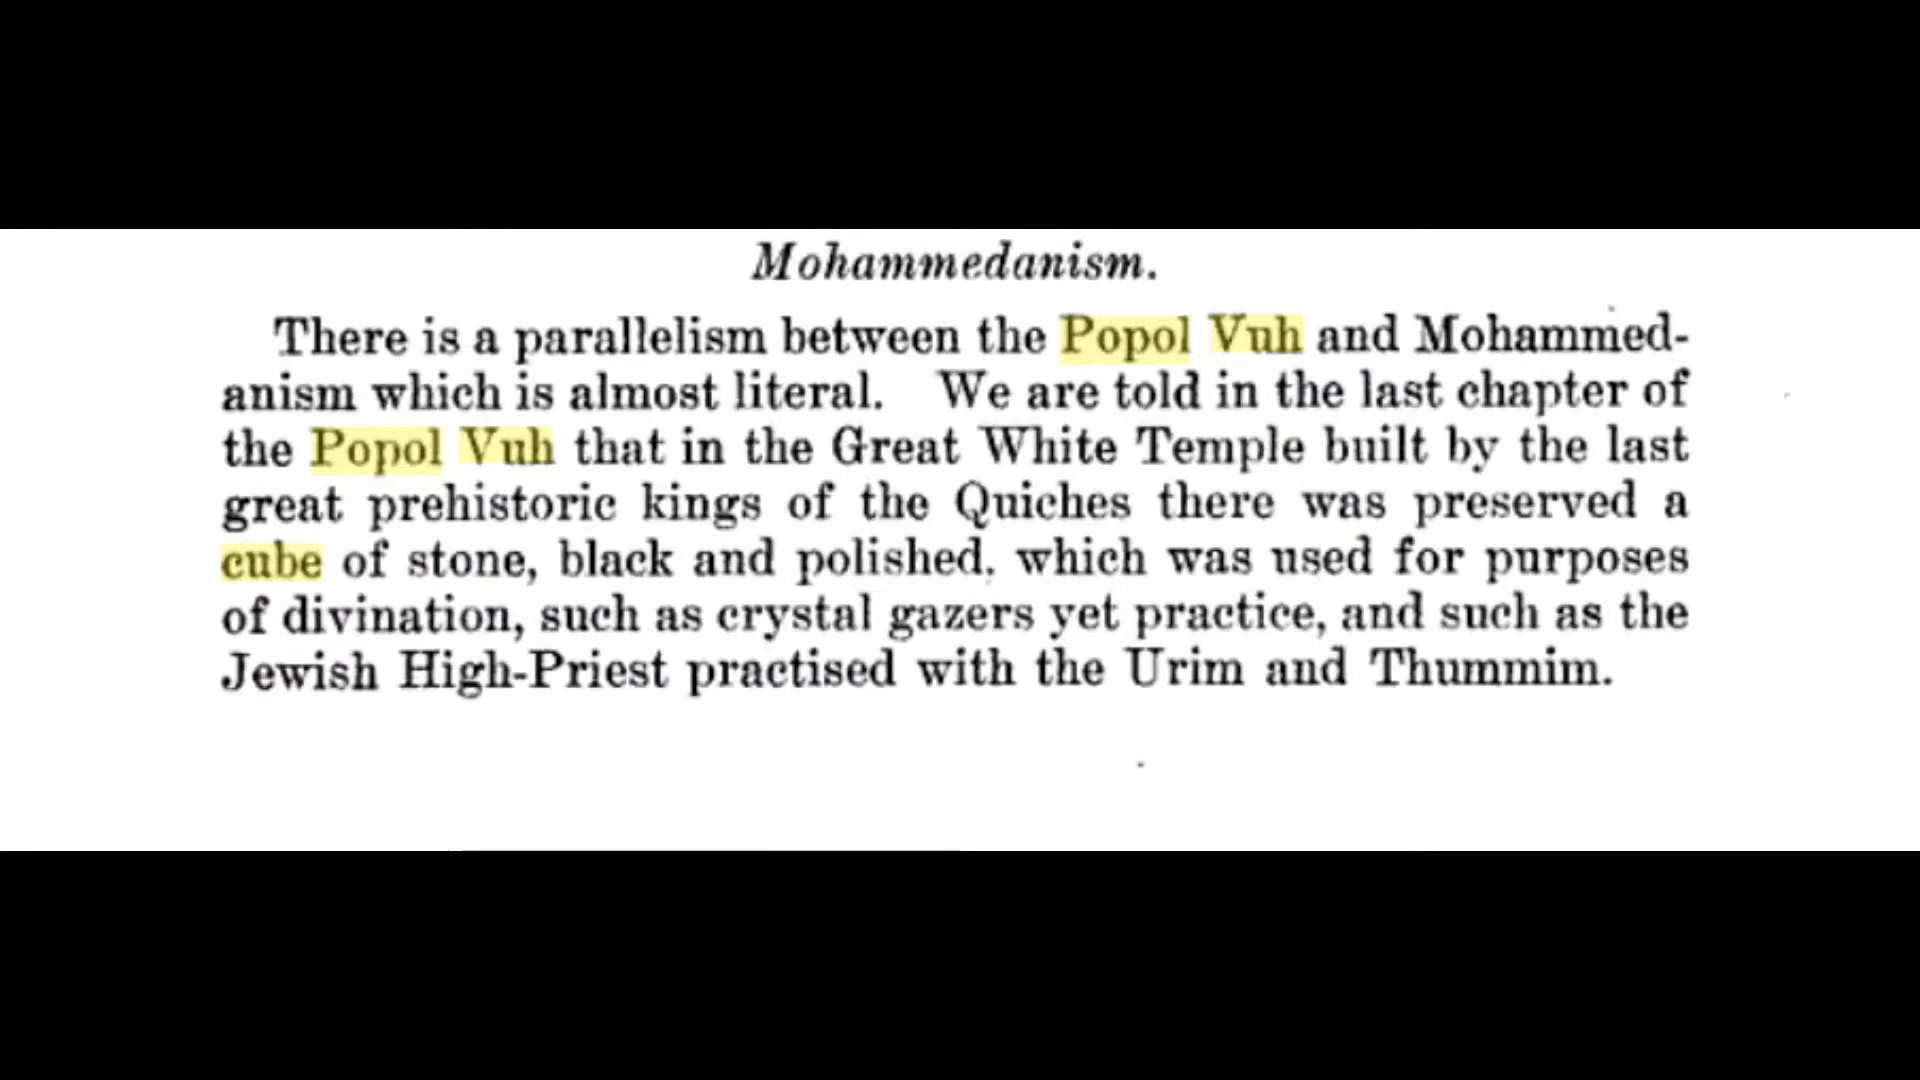 Mohammedanism.
There is a parallelism between the Popol Vuh and Mohammed-
anism which is almost literal. We are told in the last chapter of
the Popol Vuh that in the Great White Temple built by the last
great prehistoric kings of the Quiches there was preserved a
cube of stone, black and polished, which was used for purposes
of divination, such as crystal gazers yet practice, and such as the
Jewish High-Priest practised with the Urim and Thummim.